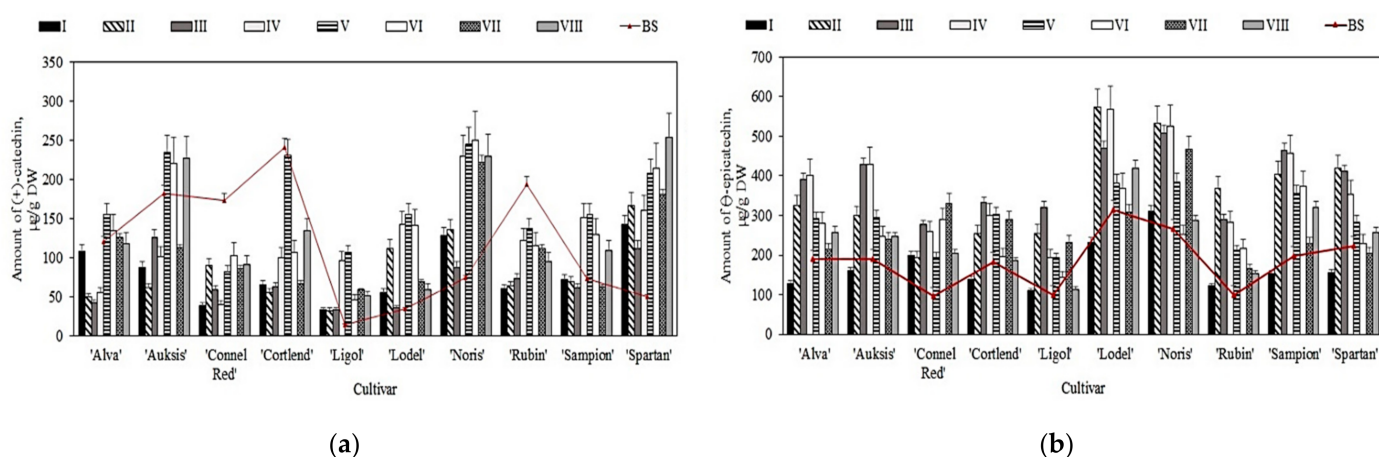 I II III IV V VI VII VIII BS
Amount of (+)-catechin,
µg/g DW
350
300
250
200
150
100
50
0
'Alva' 'Auksis' 'Connel Red' 'Cortlend' 'Ligol' 'Lodel' 'Noris' 'Rubin' 'Sampion' 'Spartan'
Cultivar
(a)
I II III IV V VI VII VIII BS
Amount of (-)-epicatechin,
µg/g DW
700
600
500
400
300
200
100
0
'Alva' 'Auksis' 'Connel Red' 'Cortlend' 'Ligol' 'Lodel' 'Noris' 'Rubin' 'Sampion' 'Spartan'
Cultivar
(b)